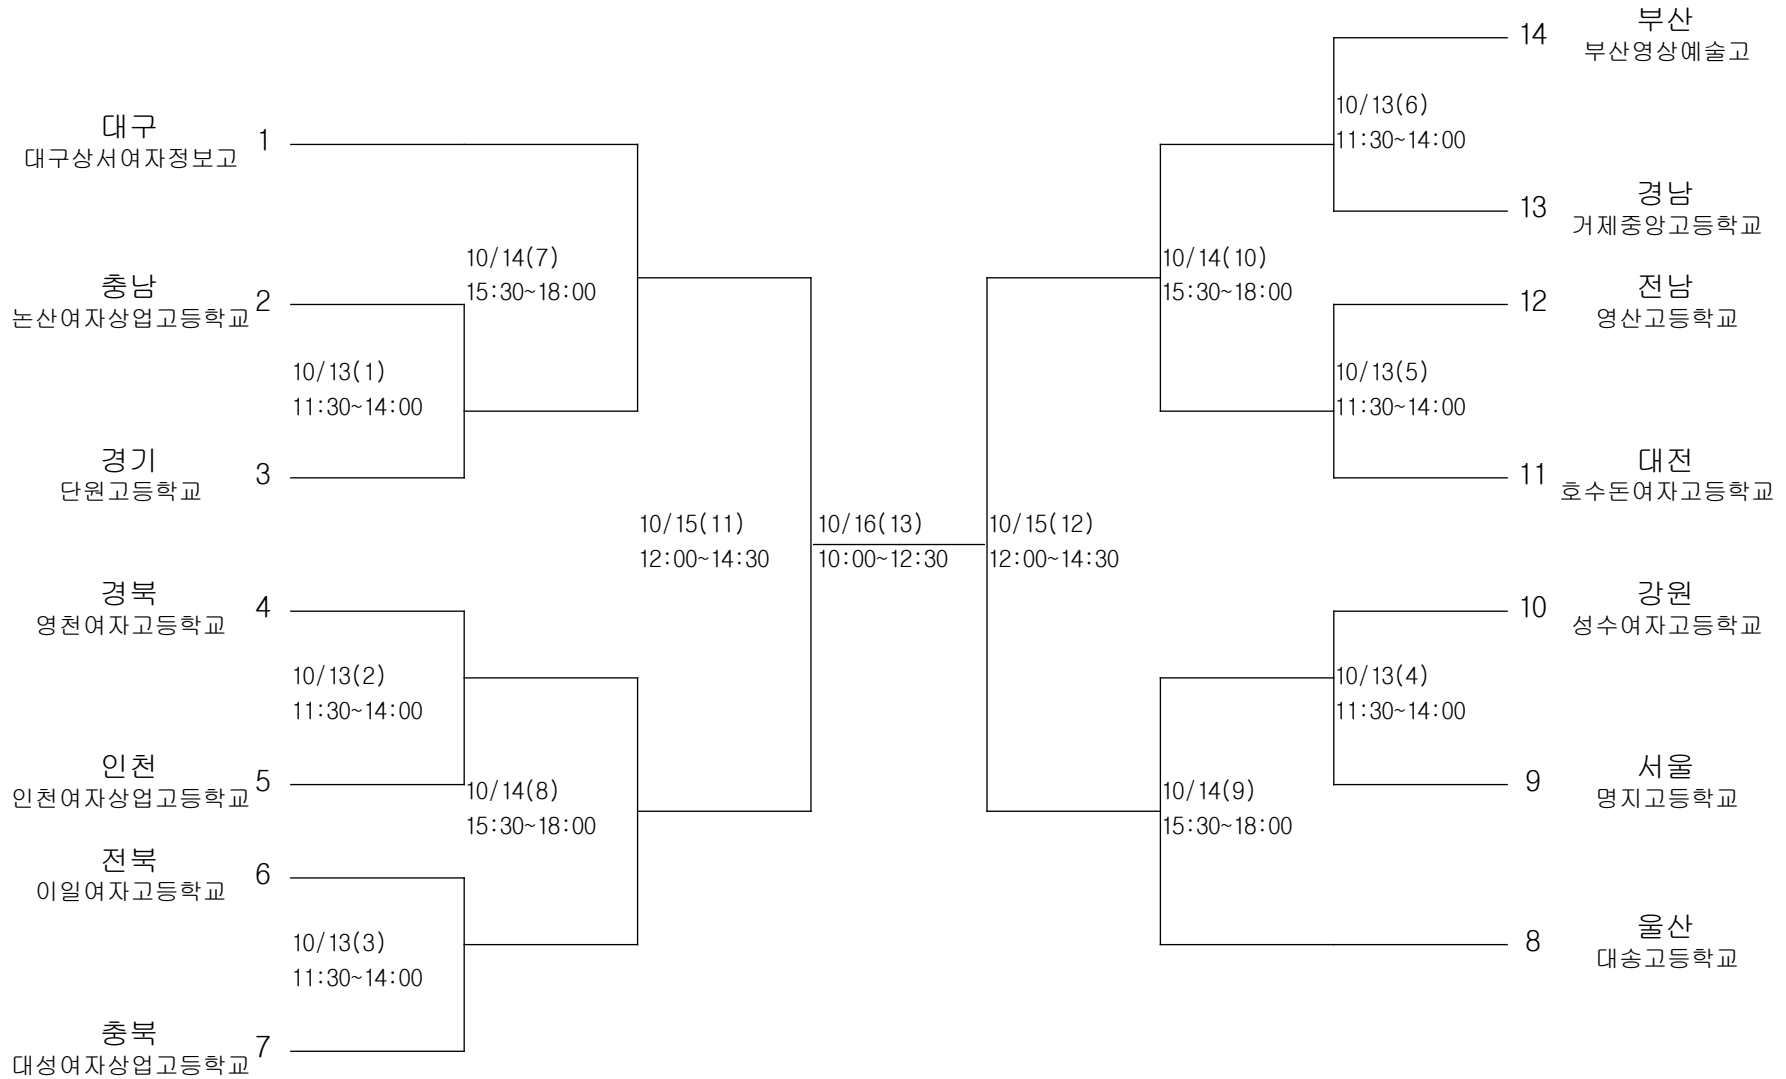 대구
대구상서여자정보고
1
충남
논산여자상업고등학교
2
10/13(1)
11:30~14:00
경기
단원고등학교
3
10/14(7)
15:30~18:00
경북
영천여자고등학교
4
10/13(2)
11:30~14:00
인천
인천여자상업고등학교
5
10/14(8)
15:30~18:00
전북
이일여자고등학교
6
10/13(3)
11:30~14:00
충북
대성여자상업고등학교
7
10/15(11)
12:00~14:30
10/16(13)
10:00~12:30
10/15(12)
12:00~14:30
14
부산
부산영상예술고
10/13(6)
11:30~14:00
13
경남
거제중앙고등학교
10/14(10)
15:30~18:00
12
전남
영산고등학교
10/13(5)
11:30~14:00
11
대전
호수돈여자고등학교
10
강원
성수여자고등학교
10/13(4)
11:30~14:00
9
서울
명지고등학교
10/14(9)
15:30~18:00
8
울산
대송고등학교